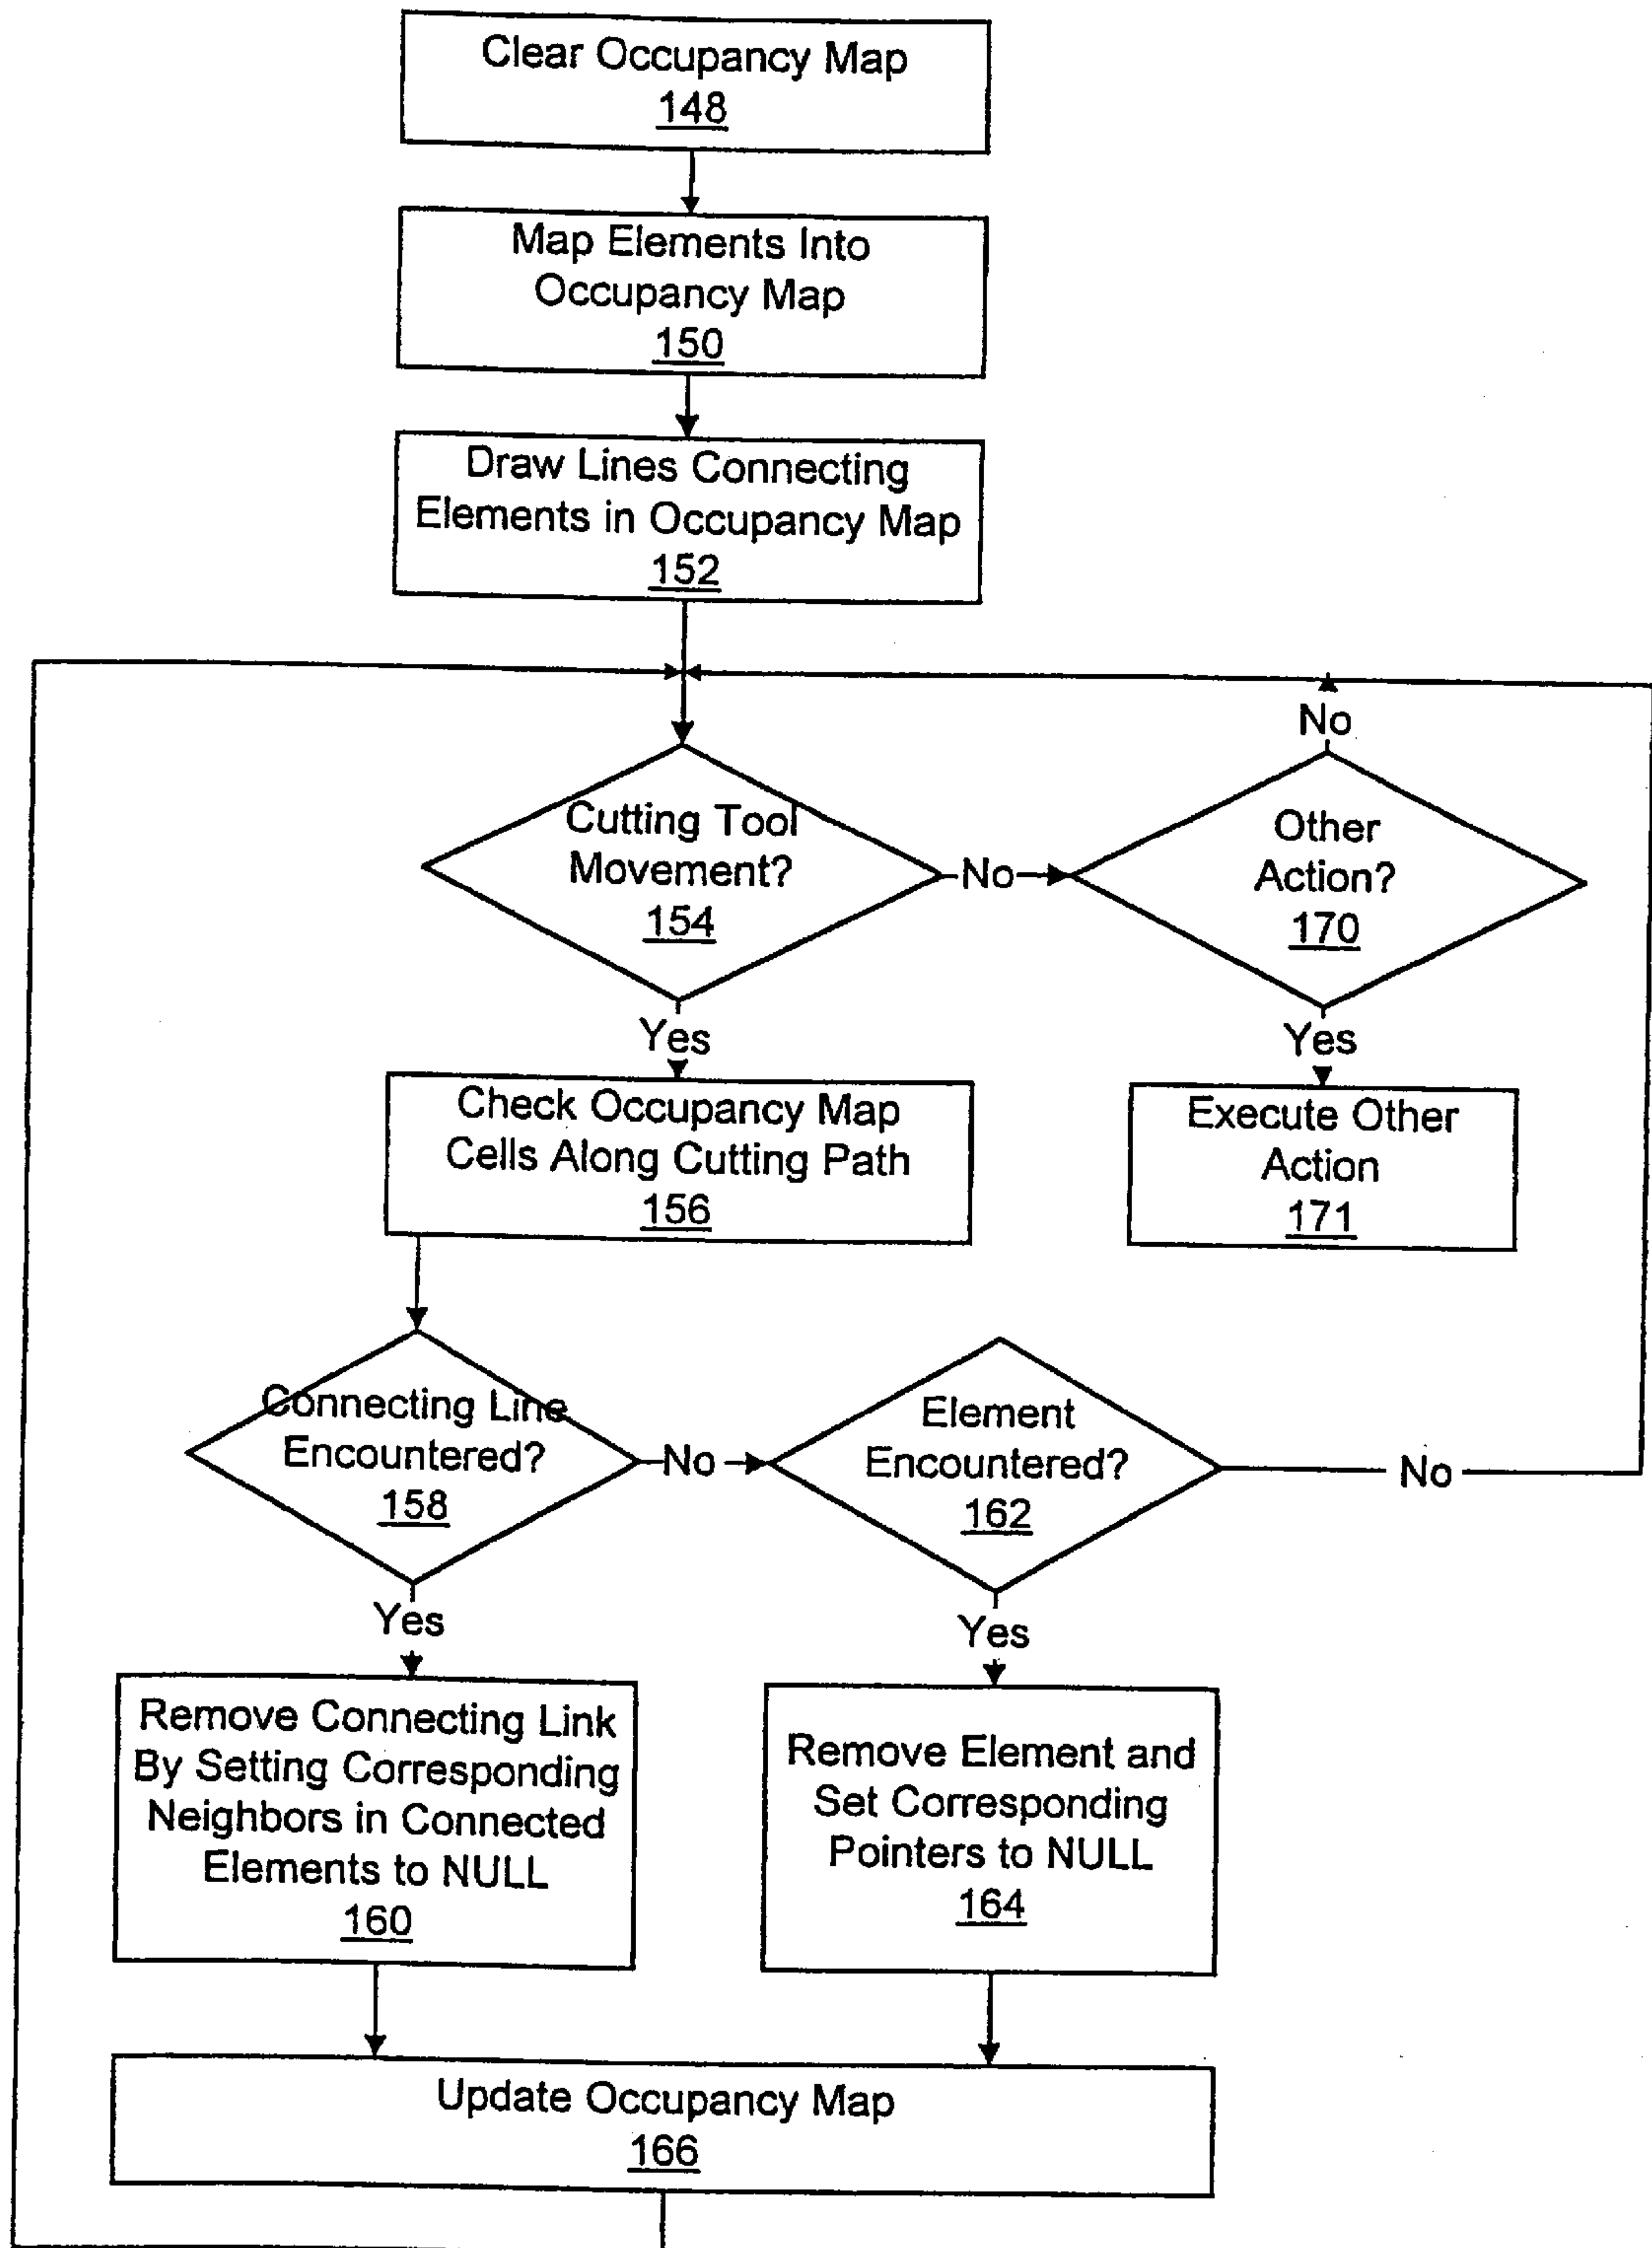 Clear Occupancy Map
148
Map Elements Into
Occupancy Map
150
Draw Lines Connecting
Elements in Occupancy Map
152
No
Cutting Tool
Movement?
154
No
Other
Action?
170
Yes
Yes
Check Occupancy Map
Cells Along Cutting Path
156
Execute Other
Action
171
Connecting Line
Encountered?
158
No
Element
Encountered?
162
No
Yes
Yes
Remove Connecting Link
By Setting Corresponding
Neighbors in Connected
Elements to NULL
160
Remove Element and
Set Corresponding
Pointers to NULL
164
Update Occupancy Map
166